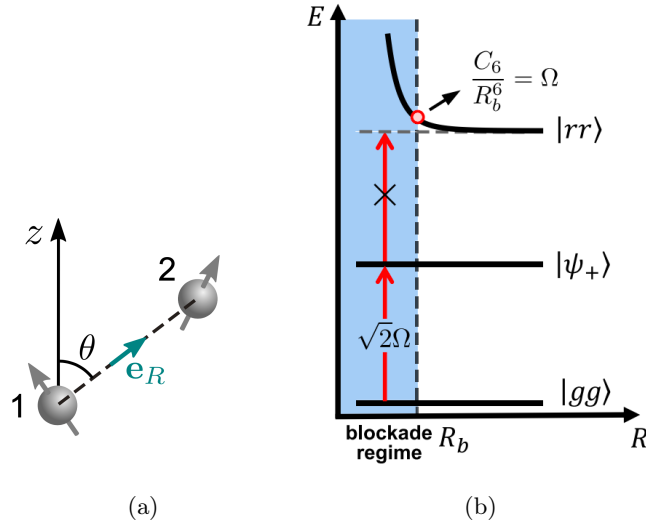 z
2
θ
e_R
1
(a)
E
C_6/R_b^6 = Ω
|rr⟩
|ψ_+⟩
√2Ω
|gg⟩
blockade
regime
R_b
R
(b)